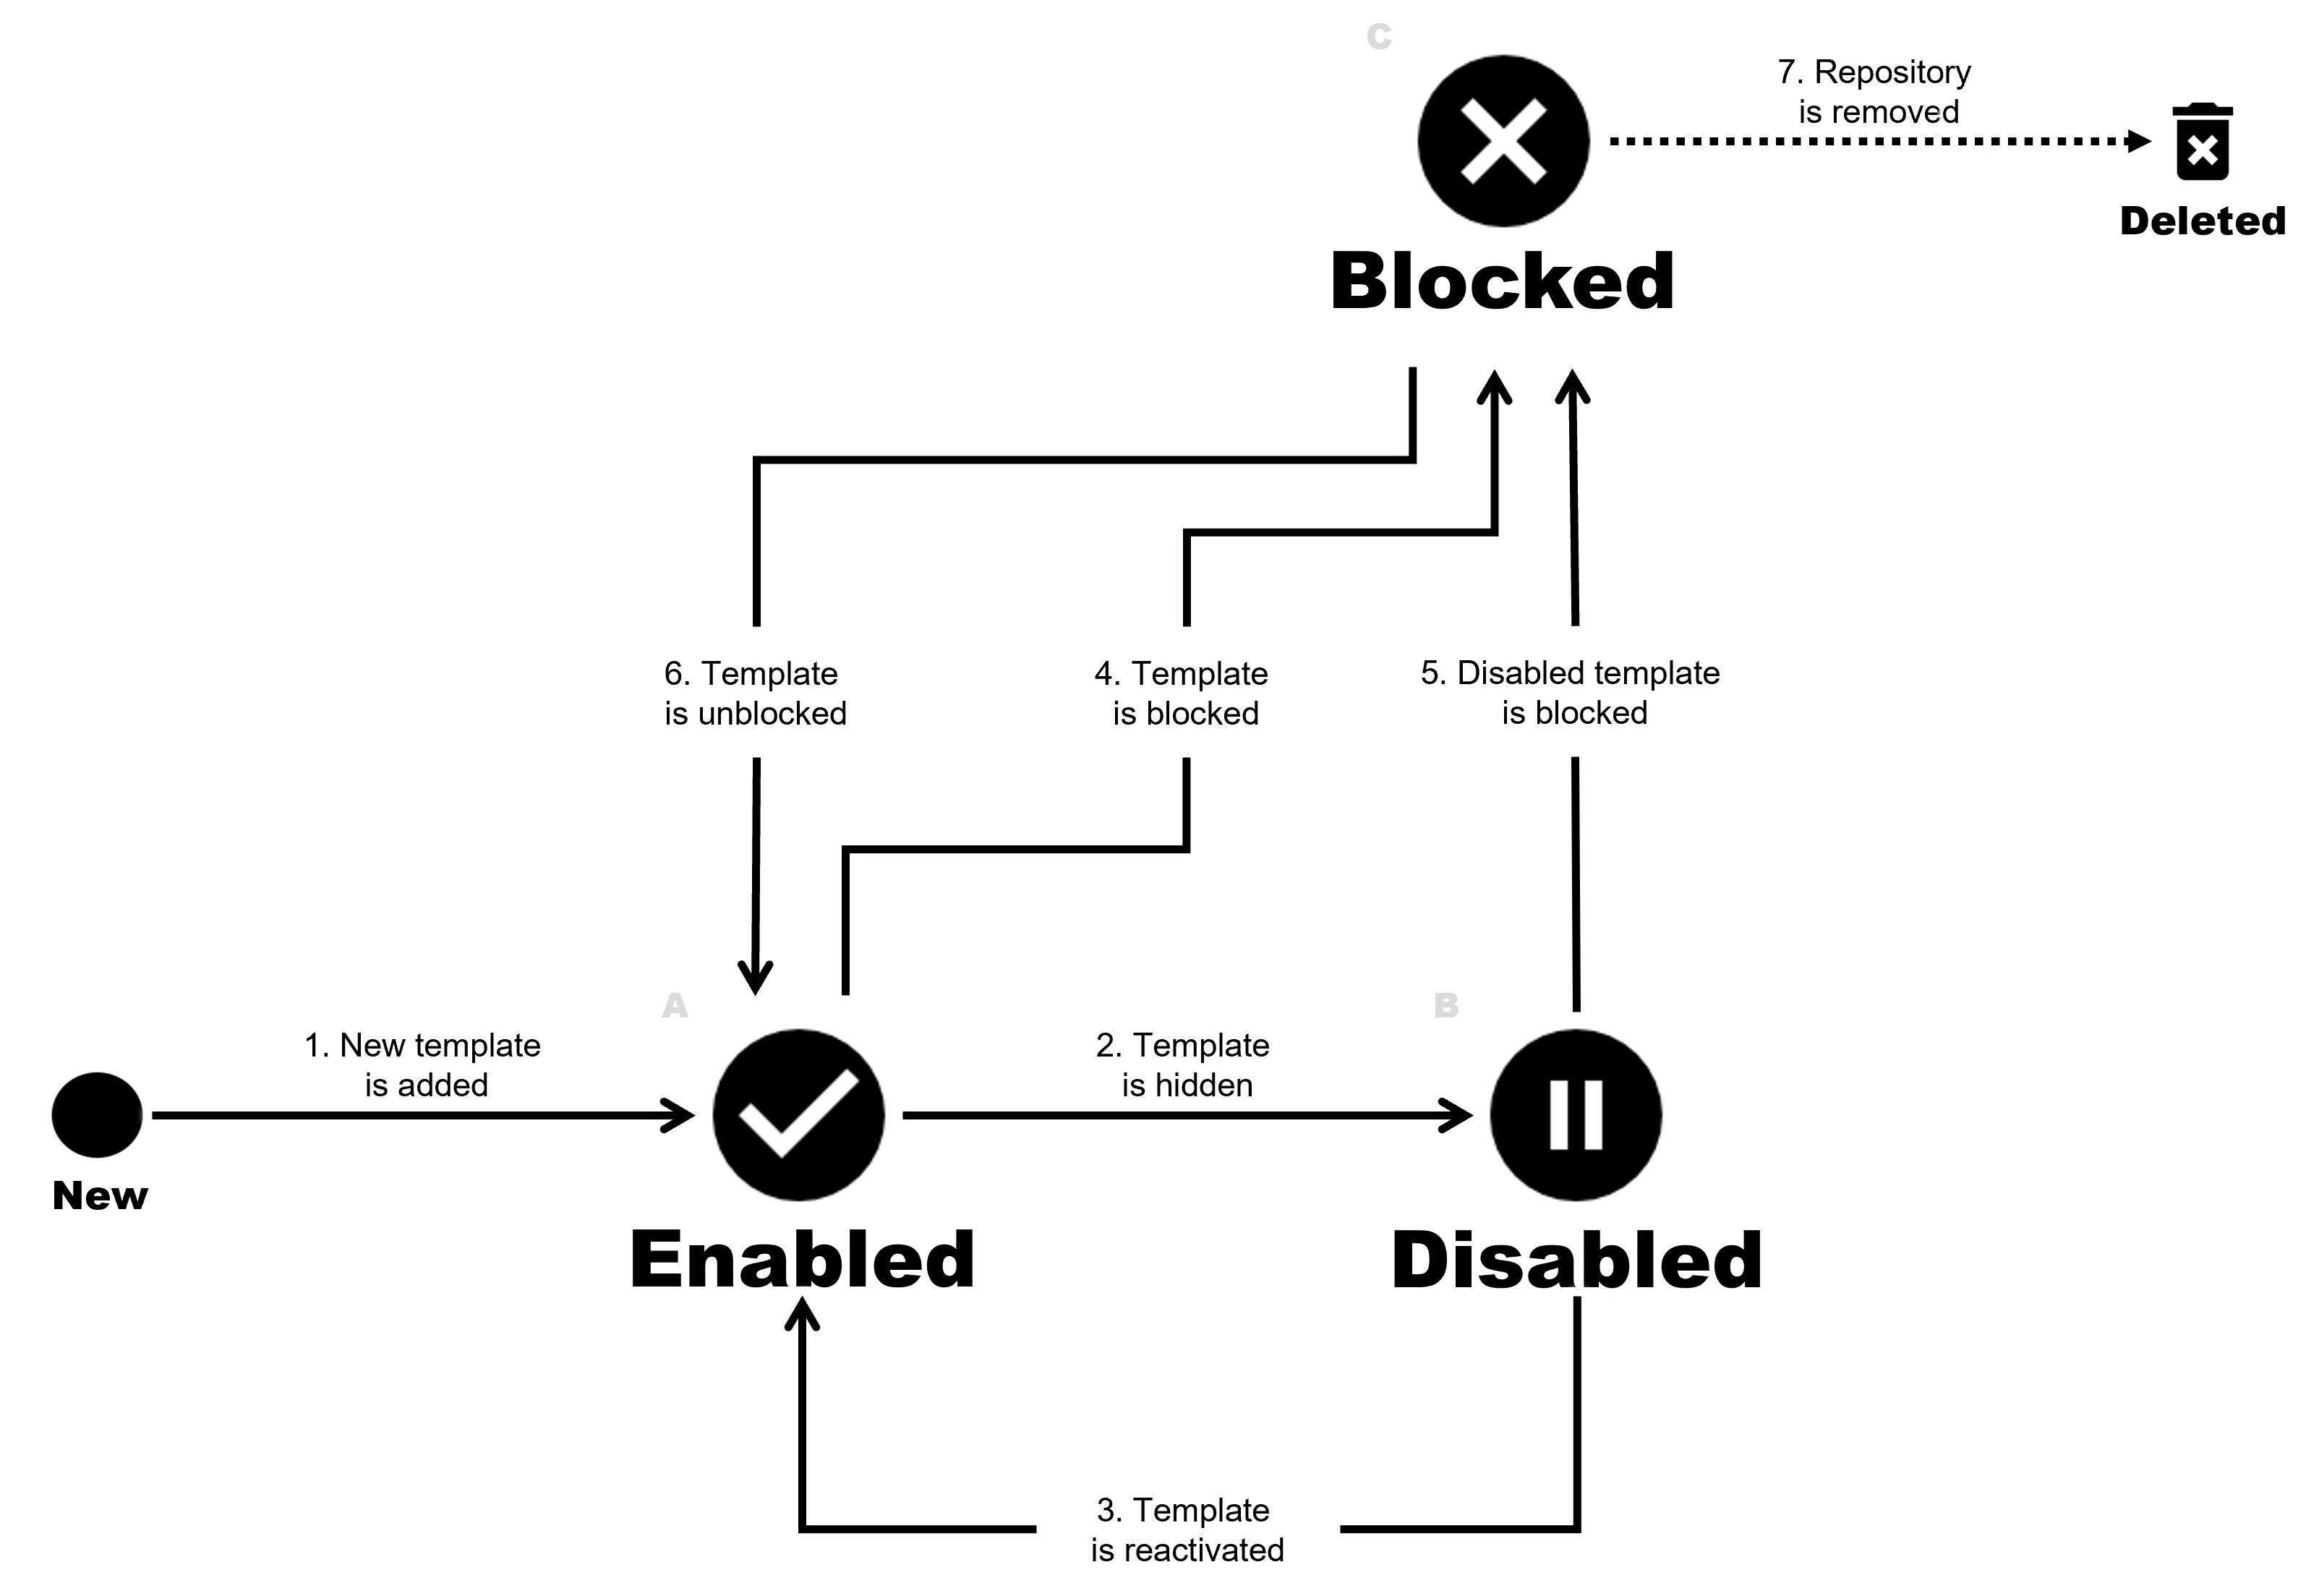 C
7. Repository
is removed
Deleted
Blocked
6. Template
is unblocked
4. Template
is blocked
5. Disabled template
is blocked
A
B
1. New template
is added
2. Template
is hidden
New
Enabled
Disabled
3. Template
is reactivated